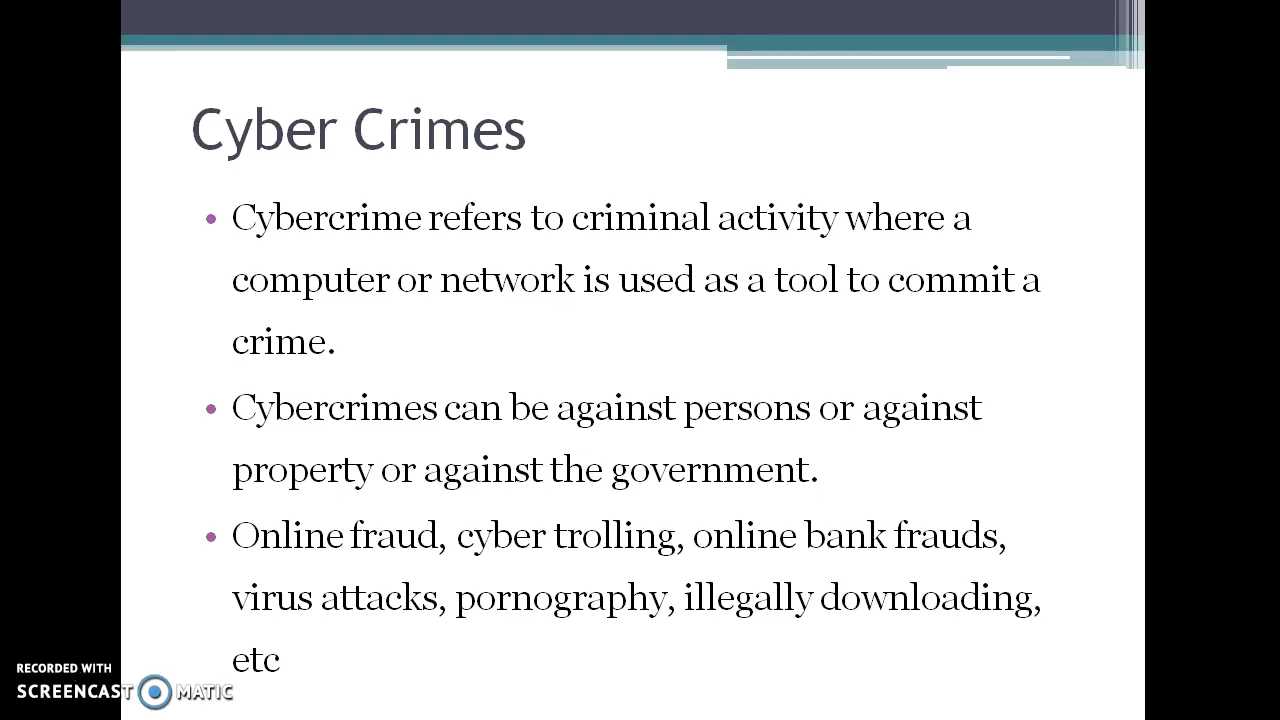 Cyber Crimes
• Cybercrime refers to criminal activity where a
computer or network is used as a tool to commit a
crime.
• Cybercrimes can be against persons or against
property or against the government.
• Online fraud, cyber trolling, online bank frauds,
virus attacks, pornography, illegally downloading,
etc
RECORDED WITH
SCREENCAST MATIC